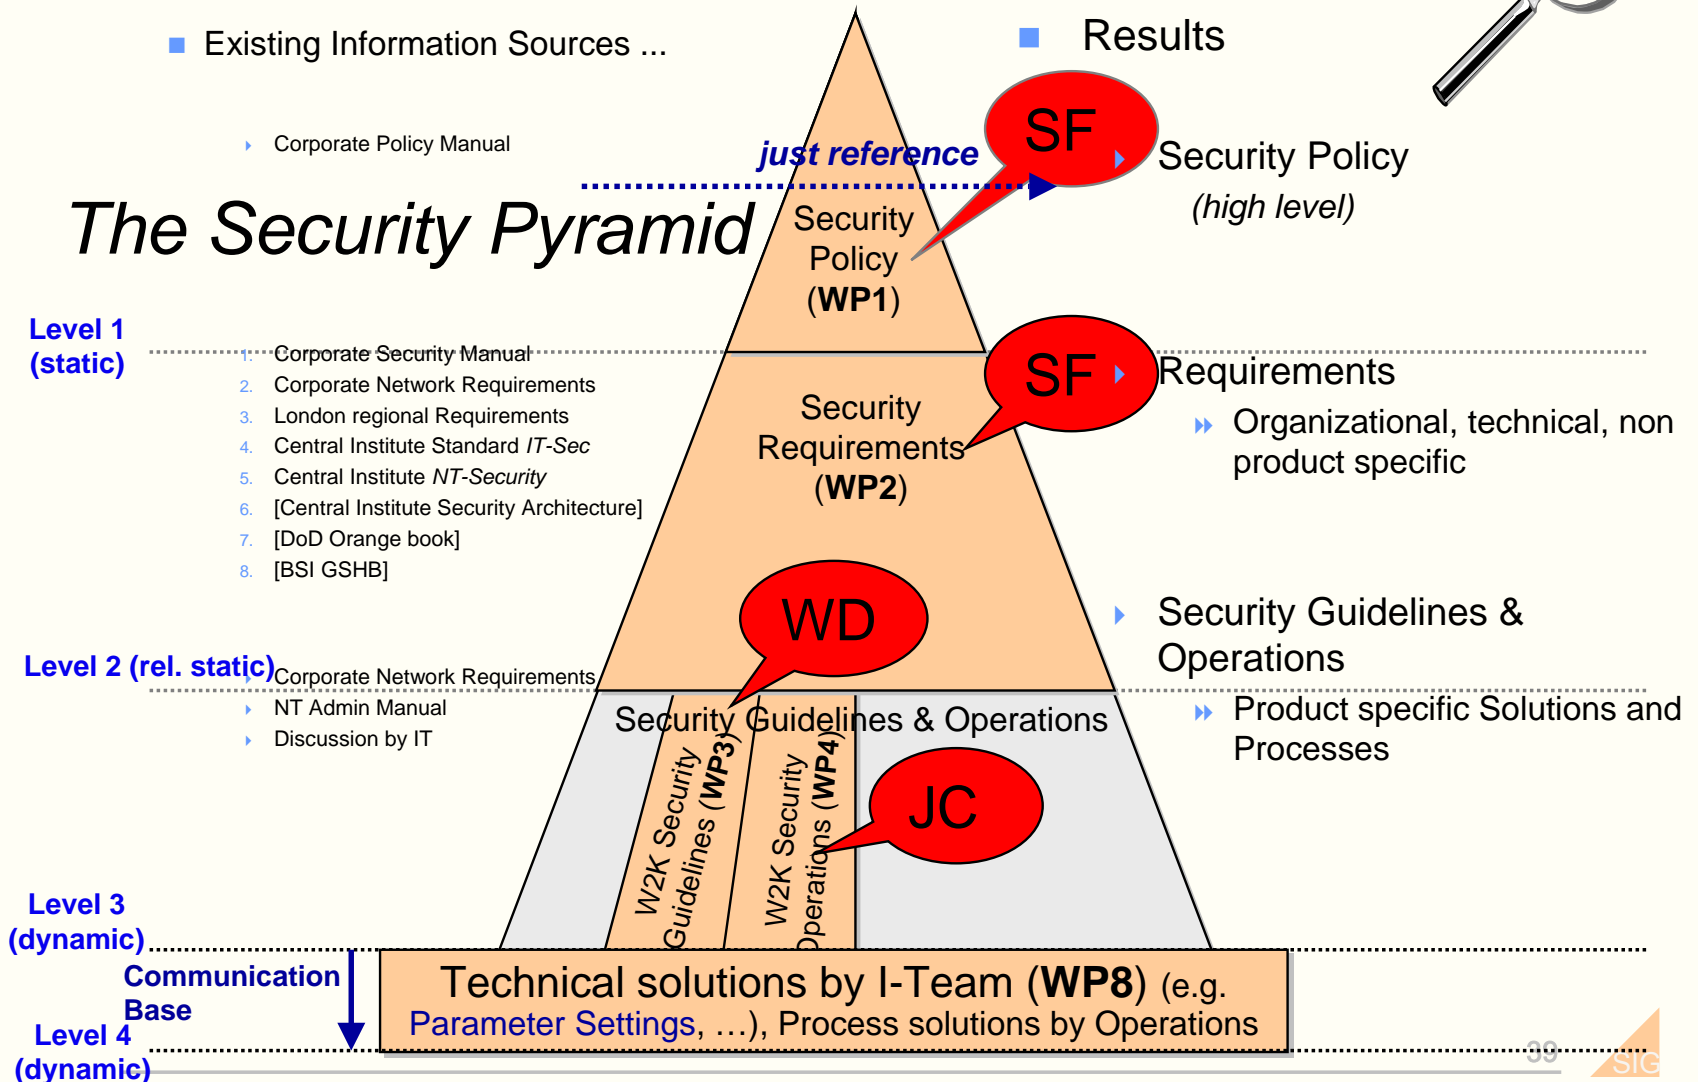 Existing Information Sources ...
Results
Corporate Policy Manual
just reference
SF
Security Policy
(high level)
The Security Pyramid
Security
Policy
(WP1)
Level 1
(static)
Corporate Security Manual
1.
2. Corporate Network Requirements
3. London regional Requirements
4. Central Institute Standard IT-Sec
5. Central Institute NT-Security
6. [Central Institute Security Architecture]
7. [DoD Orange book]
8. [BSI GSHB]
Security
Requirements
(WP2)
SF
Requirements
Organizational, technical, non
product specific
WD
Security Guidelines &
Operations
Level 2 (rel. static)
Corporate Network Requirements
NT Admin Manual
Discussion by IT
Security Guidelines & Operations
Product specific Solutions and
Processes
W2K Security
Guidelines (WP3)
W2K Security
Operations (WP4)
JC
Level 3
(dynamic)
Communication
Base
Technical solutions by I-Team (WP8) (e.g.
Parameter Settings, …), Process solutions by Operations
Level 4
(dynamic)
39
SIG